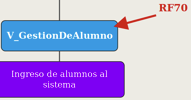 RF70
V_GestionDeAlumno
Ingreso de alumnos al
sistema